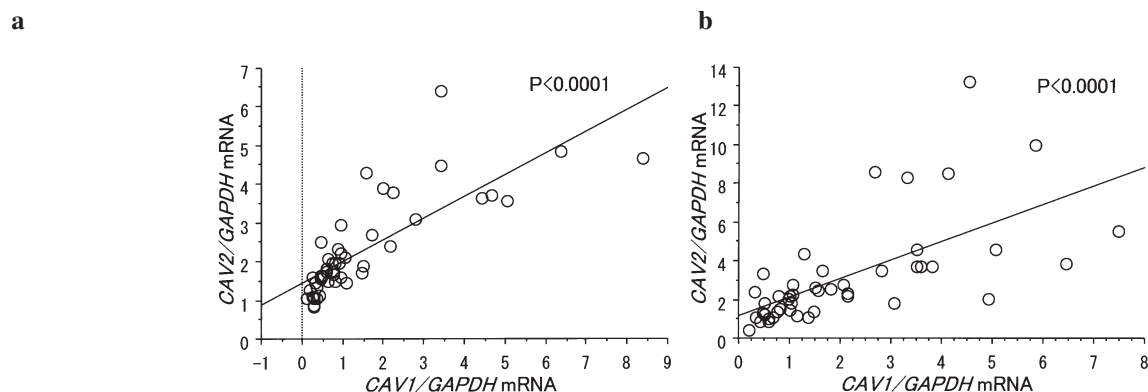 a
b
7
6
5
4
3
2
1
0
CAV2/GAPDH mRNA
P<0.0001
−1 0 1 2 3 4 5 6 7 8 9
CAV1/GAPDH mRNA
14
12
10
8
6
4
2
0
CAV2/GAPDH mRNA
P<0.0001
0 1 2 3 4 5 6 7 8
CAV1/GAPDH mRNA